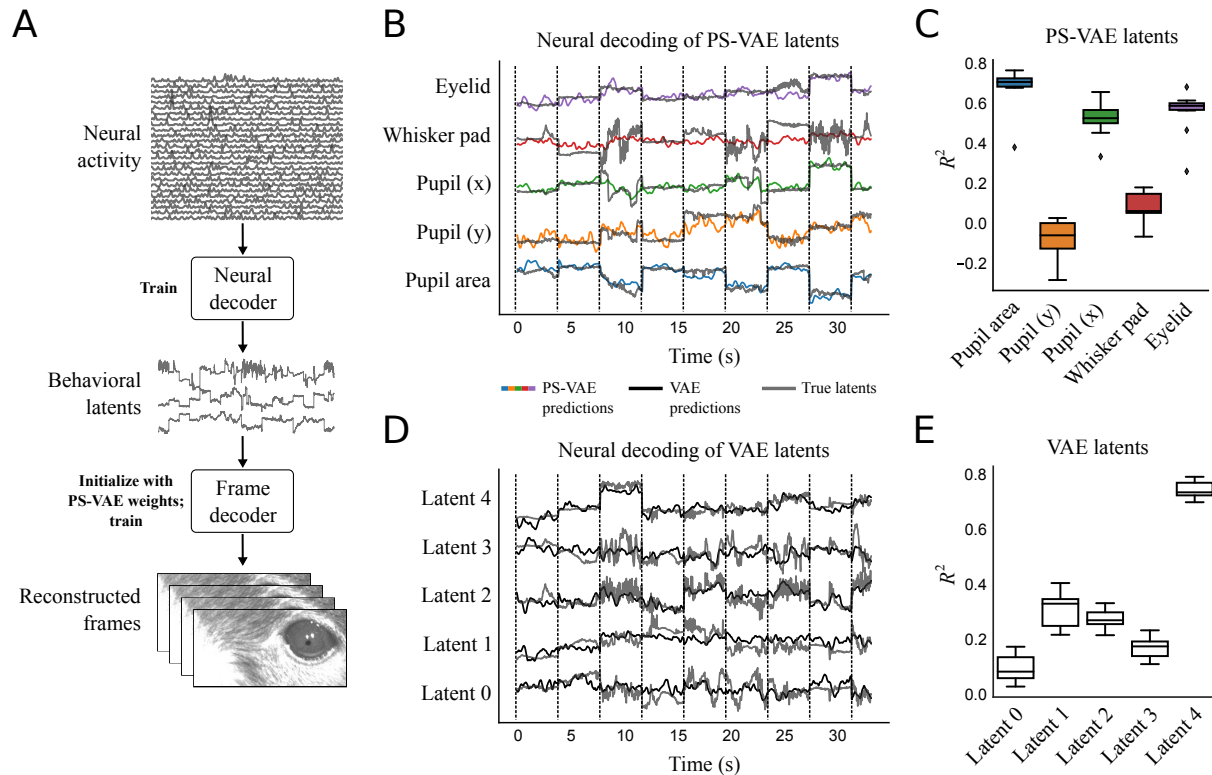 A
Neural
activity
Train
Neural
decoder
Behavioral
latents
Initialize with
PS-VAE weights;
train
Frame
decoder
Reconstructed
frames
B
Neural decoding of PS-VAE latents
Eyelid
Whisker pad
Pupil (x)
Pupil (y)
Pupil area
0 5 10 15 20 25 30
Time (s)
PS-VAE
predictions
VAE
predictions
True latents
C
PS-VAE latents
0.8
0.6
0.4
0.2
0.0
−0.2
R²
Pupil area
Pupil (y)
Pupil (x)
Whisker pad
Eyelid
D
Neural decoding of VAE latents
Latent 4
Latent 3
Latent 2
Latent 1
Latent 0
0 5 10 15 20 25 30
Time (s)
E
VAE latents
0.8
0.6
0.4
0.2
0.0
R²
Latent 0
Latent 1
Latent 2
Latent 3
Latent 4